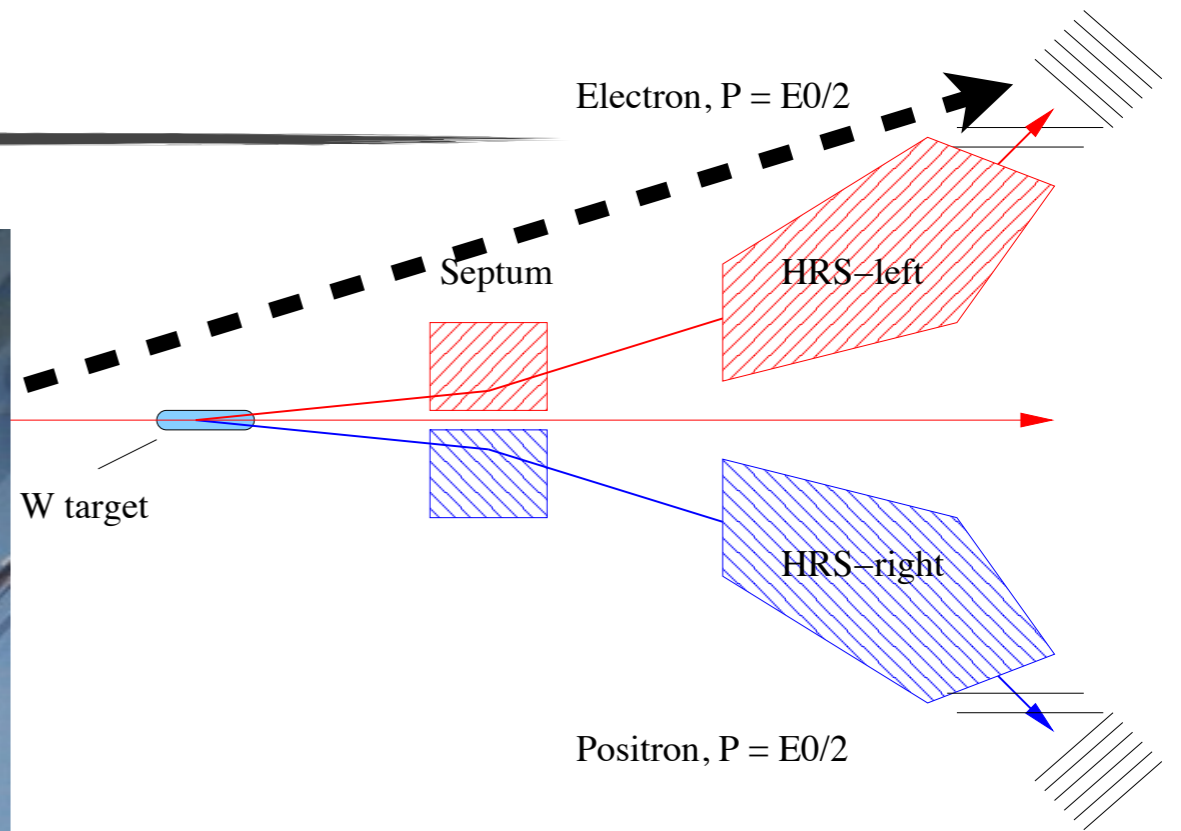 Electron, P = E0/2
Septum
HRS−left
W target
HRS−right
Positron, P = E0/2